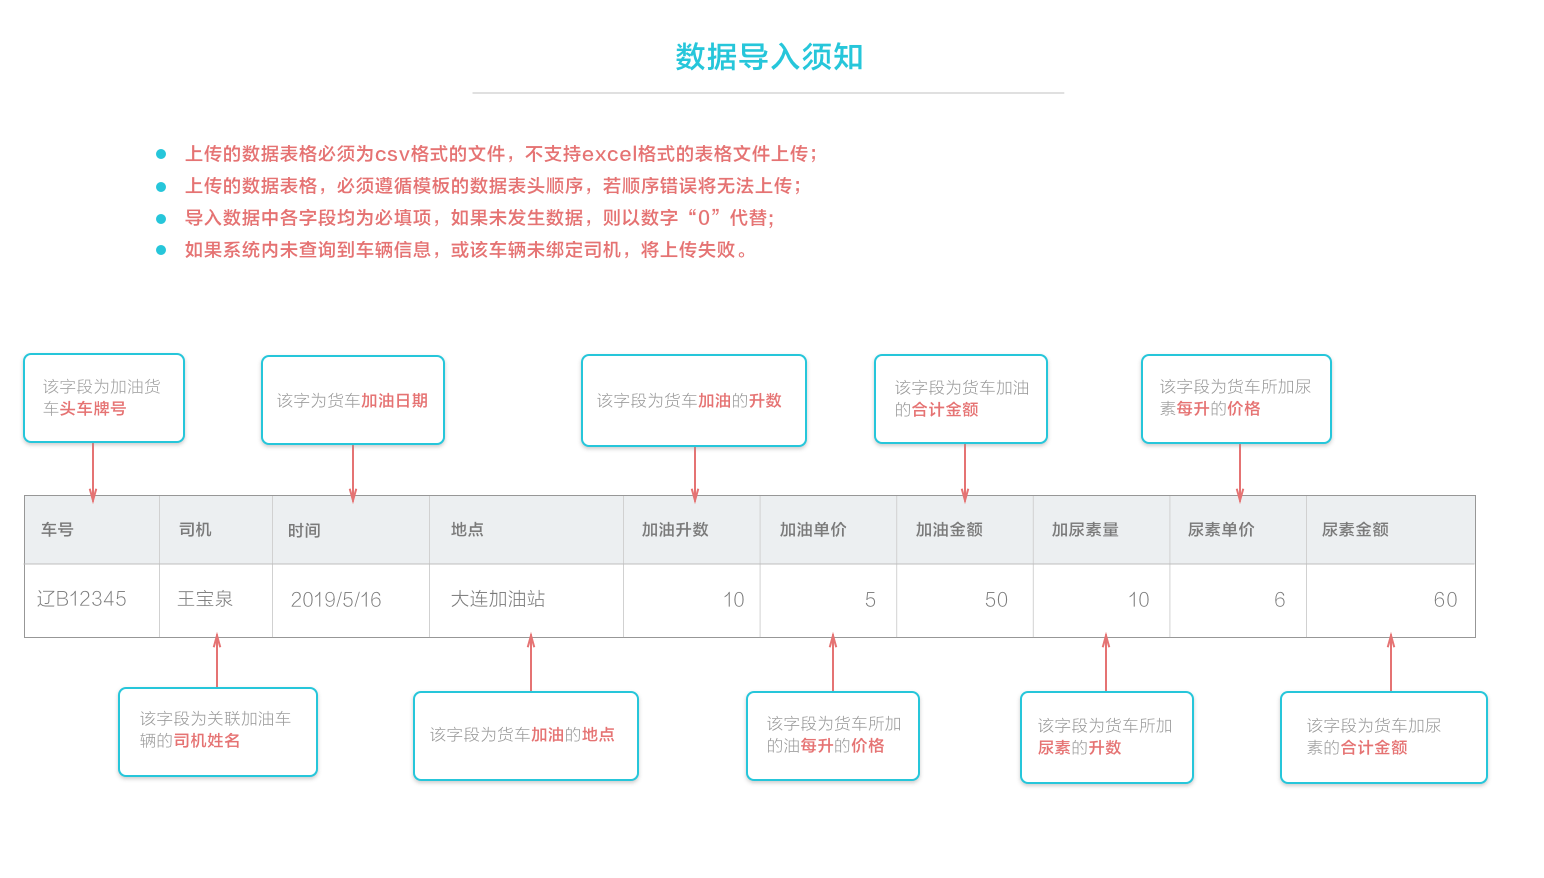 数据导入须知
上传的数据表格必须为csv格式的文件，不支持excel格式的表格文件上传；
上传的数据表格，必须遵循模板的数据表头顺序，若顺序错误将无法上传；
导入数据中各字段均为必填项，如果未发生数据，则以数字“0”代替；
如果系统内未查询到车辆信息，或该车辆未绑定司机，将上传失败。
该字段为加油货
车头车牌号
该字为货车加油日期
该字段为货车加油的升数
该字段为货车加油
的合计金额
该字段为货车所加尿
素每升的价格
车号 司机 时间 地点 加油升数 加油单价 加油金额 加尿素量 尿素单价 尿素金额
辽B12345 王宝泉 2019/5/16 大连加油站 10 5 50 10 6 60
该字段为关联加油车
辆的司机姓名
该字段为货车加油的地点
该字段为货车所加
的油每升的价格
该字段为货车所加
尿素的升数
该字段为货车加尿
素的合计金额